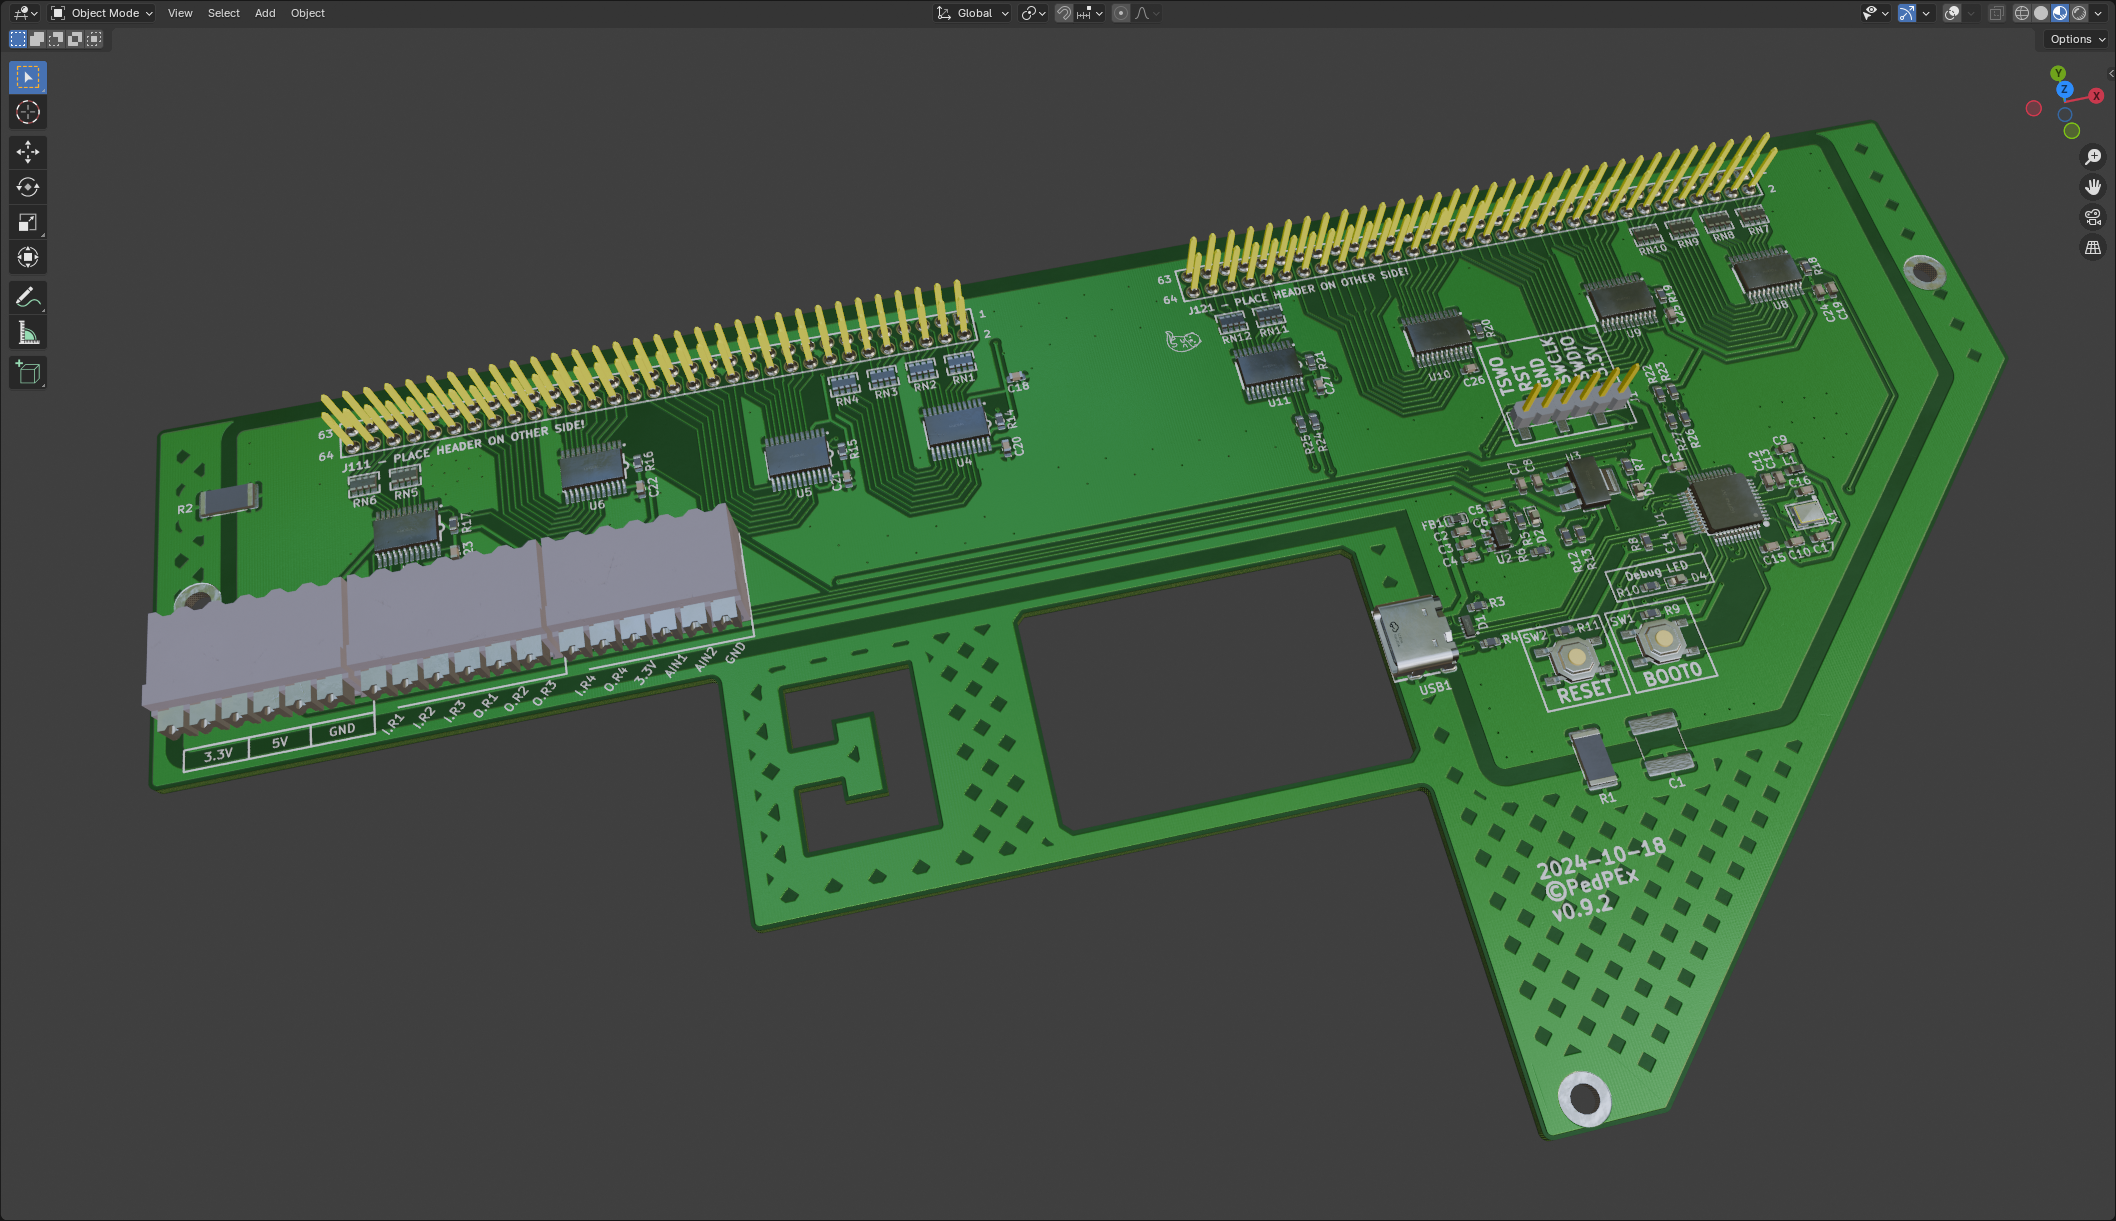 Object Mode
View
Select
Add
Object
Global
Options
Y
Z
X
63
64
J111 – PLACE HEADER ON OTHER SIDE!
1
2
63
64
J121 – PLACE HEADER ON OTHER SIDE!
2
R2
RN6
RN5
R17
U6
R16
C22
U5
R15
C21
RN4
RN3
RN2
RN1
C18
U4
R14
C20
RN12
RN11
U11
R21
C27
R25
R24
U10
R20
C26
RN10
RN9
RN8
RN7
U9
R19
C25
U8
R18
C24
C19
TSWO
RST
GND
SWCLK
SWDIO
3.3V
R22
R23
R27
R26
C11
C7
C8
R7
FB1
C2
C3
C4
C5
C6
U2
R6
R5
D2
R12
R13
R8
C14
U1
C9
C12
C13
C16
X1
C15
C10
C17
Debug LED
R10
D4
USB1
R3
D1
R4
SW2
R11
RESET
SW1
R9
BOOT0
R1
C1
3.3V
5V
GND
I.R1
I.R2
I.R3
O.R1
O.R2
O.R3
I.R4
O.R4
3.3V
AIN1
AIN2
GND
2024-10-18
©PedPEx
v0.9.2